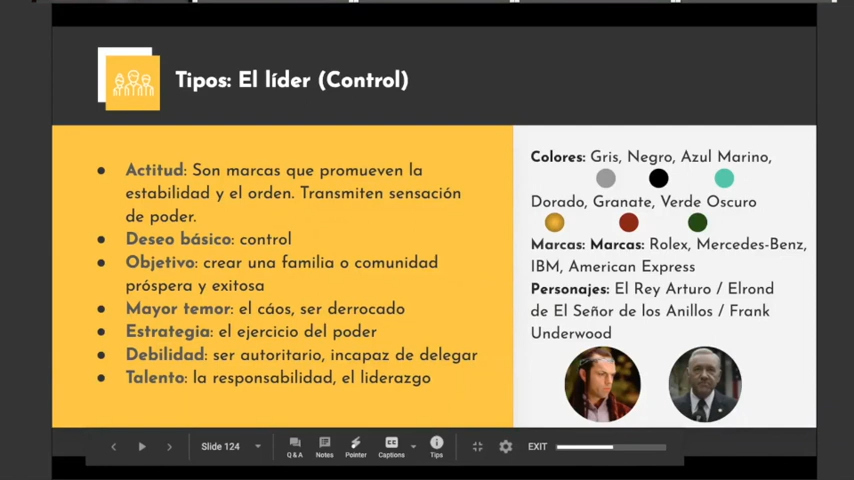 Tipos: El líder (Control)
Actitud: Son marcas que promueven la
estabilidad y el orden. Transmiten sensación
de poder.
Deseo básico: control
Objetivo: crear una familia o comunidad
próspera y exitosa
Mayor temor: el cáos, ser derrocado
Estrategia: el ejercicio del poder
Debilidad: ser autoritario, incapaz de delegar
Talento: la responsabilidad, el liderazgo
Colores: Gris, Negro, Azul Marino,
Dorado, Granate, Verde Oscuro
Marcas: Marcas: Rolex, Mercedes-Benz,
IBM, American Express
Personajes: El Rey Arturo / Elrond
de El Señor de los Anillos / Frank
Underwood
Slide 124
Q & A
Notes
Pointer
CC
Captions
Tips
EXIT